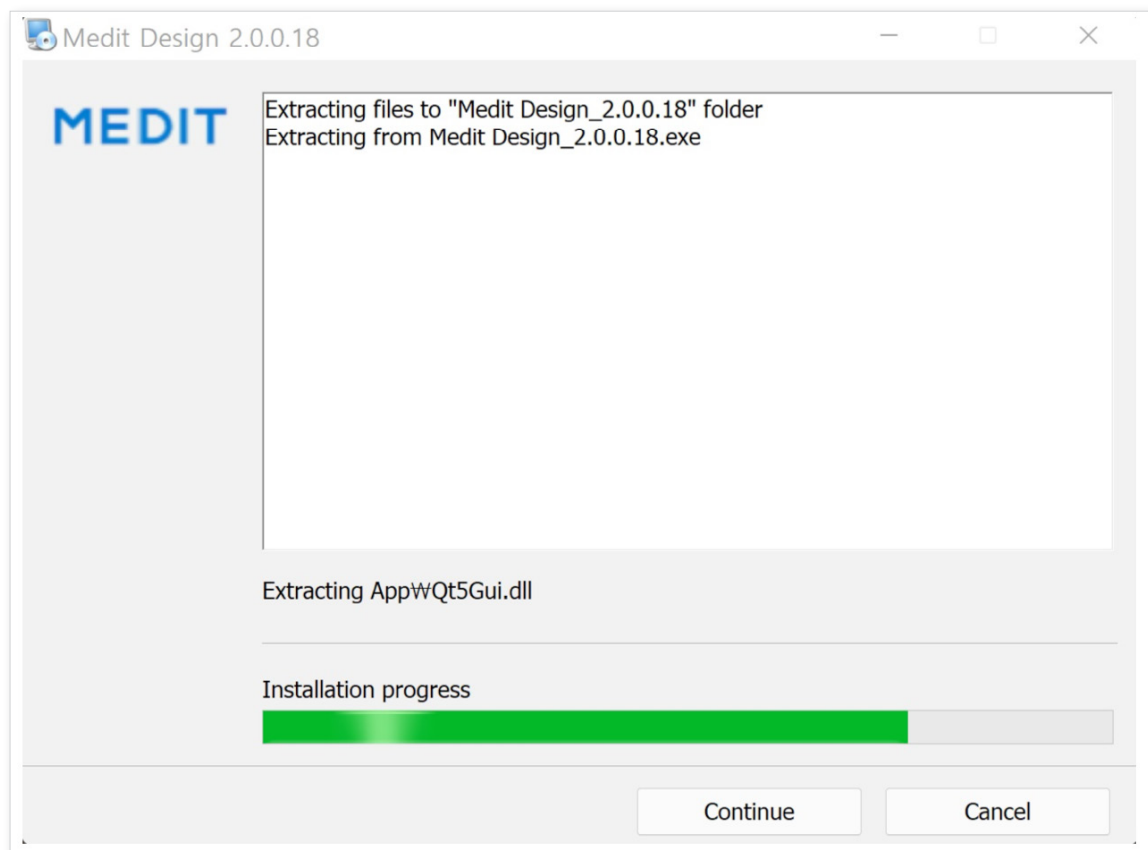 Medit Design 2.0.0.18
MEDIT
Extracting files to "Medit Design_2.0.0.18" folder
Extracting from Medit Design_2.0.0.18.exe
Extracting App₩Qt5Gui.dll
Installation progress
Continue
Cancel